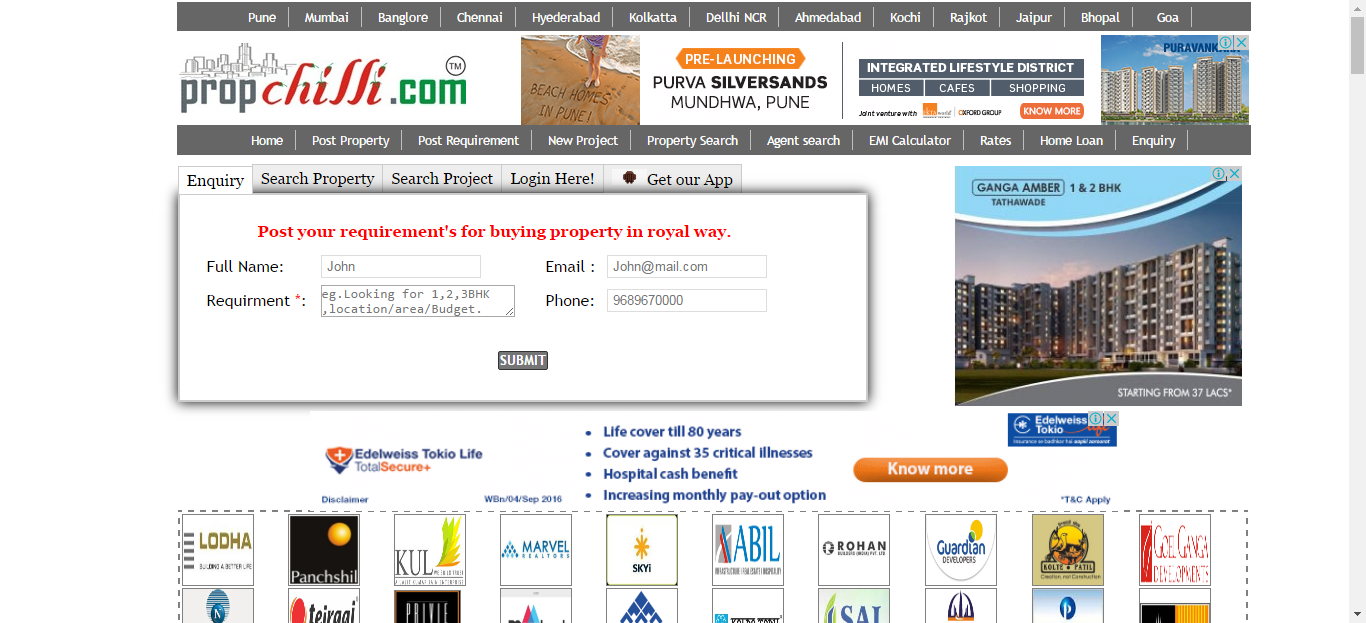 Pune Mumbai Banglore Chennai Hyederabad Kolkatta Dellhi NCR Ahmedabad Kochi Rajkot Jaipur Bhopal Goa
propchilli.com
TM
BEACH HOMES
IN PUNE!
PRE-LAUNCHING
PURVA SILVERSANDS
MUNDHWA, PUNE
INTEGRATED LIFESTYLE DISTRICT
HOMES CAFES SHOPPING
Joint venture with OXFORD GROUP KNOW MORE
Home Post Property Post Requirement New Project Property Search Agent search EMI Calculator Rates Home Loan Enquiry
Enquiry Search Property Search Project Login Here! Get our App
Post your requirement's for buying property in royal way.
Full Name: John Email : John@mail.com
Requirment *: eg.Looking for 1,2,3BHK
,location/area/Budget.
Phone: 9689670000
SUBMIT
GANGA AMBER 1 & 2 BHK
TATHAWADE
STARTING FROM 37 LACS*
Edelweiss Tokio Life
TotalSecure+
Disclaimer WBn/04/Sep 2016
• Life cover till 80 years
• Cover against 35 critical illnesses
• Hospital cash benefit
• Increasing monthly pay-out option
Know more
Edelweiss
Tokio life
*T&C Apply
LODHA
BUILDING A BETTER LIFE
Panchshil
KUL
MARVEL
REALTORS
SKYi
ABIL
ROHAN
Guardian
DEVELOPERS
KOLTE PATIL
Creation, not Construction
GOEL GANGA
DEVELOPMENTS
PRIVIE